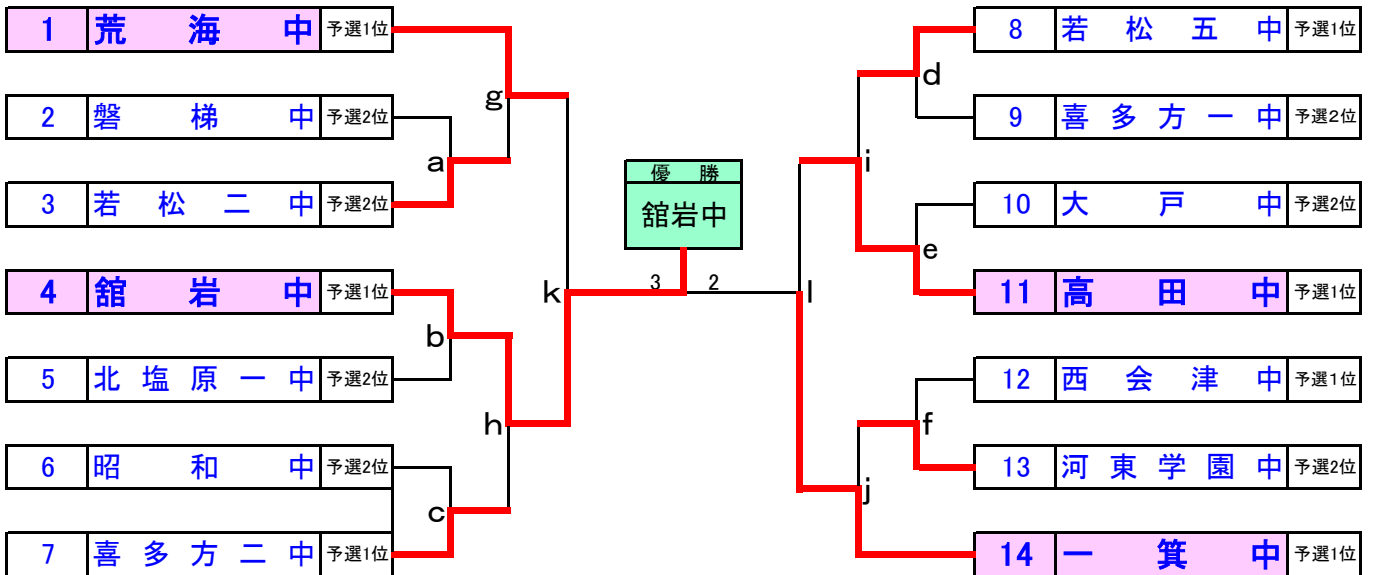 1 荒海中 予選1位
2 磐梯中 予選2位
3 若松二中 予選2位
4 舘岩中 予選1位
5 北塩原一中 予選2位
6 昭和中 予選2位
7 喜多方二中 予選1位
g
a
b
h
c
k
優勝
舘岩中
3 2
l
i
d
e
f
j
8 若松五中 予選1位
9 喜多方一中 予選2位
10 大戸中 予選2位
11 高田中 予選1位
12 西会津中 予選1位
13 河東学園中 予選2位
14 一箕中 予選1位